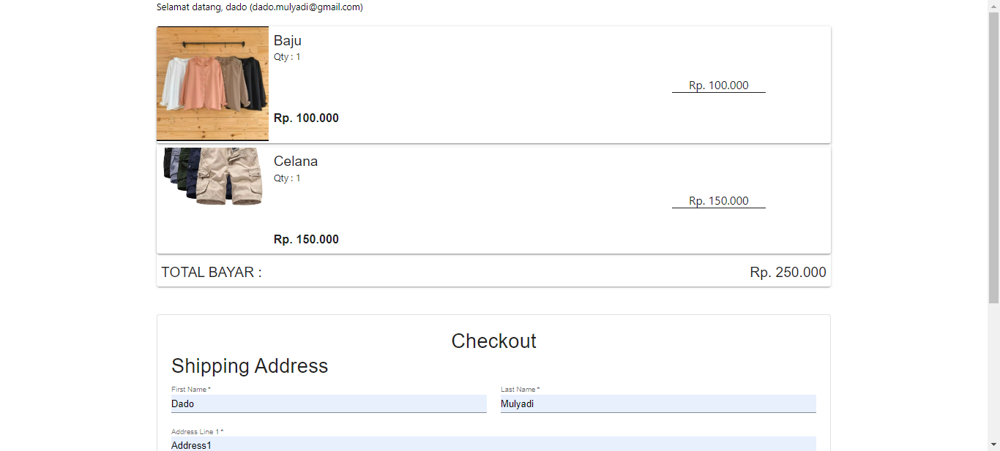 Selamat datang, dado (dado.mulyadi@gmail.com)
Baju
Qty : 1
Rp. 100.000
Rp. 100.000
Celana
Qty : 1
Rp. 150.000
Rp. 150.000
TOTAL BAYAR : Rp. 250.000
Checkout
Shipping Address
First Name * Last Name *
Dado Mulyadi
Address Line 1 *
Address1